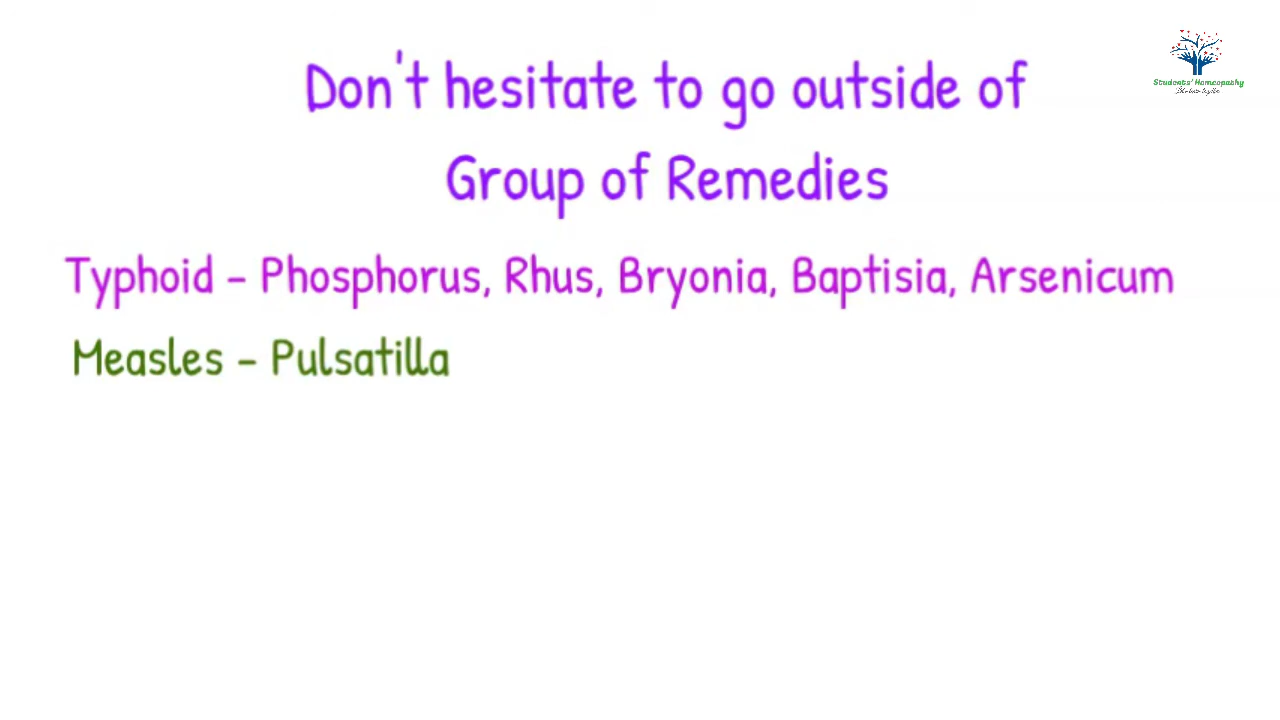 Don't hesitate to go outside of
Group of Remedies
Typhoid - Phosphorus, Rhus, Bryonia, Baptisia, Arsenicum
Measles - Pulsatilla
Students' Homeopathy